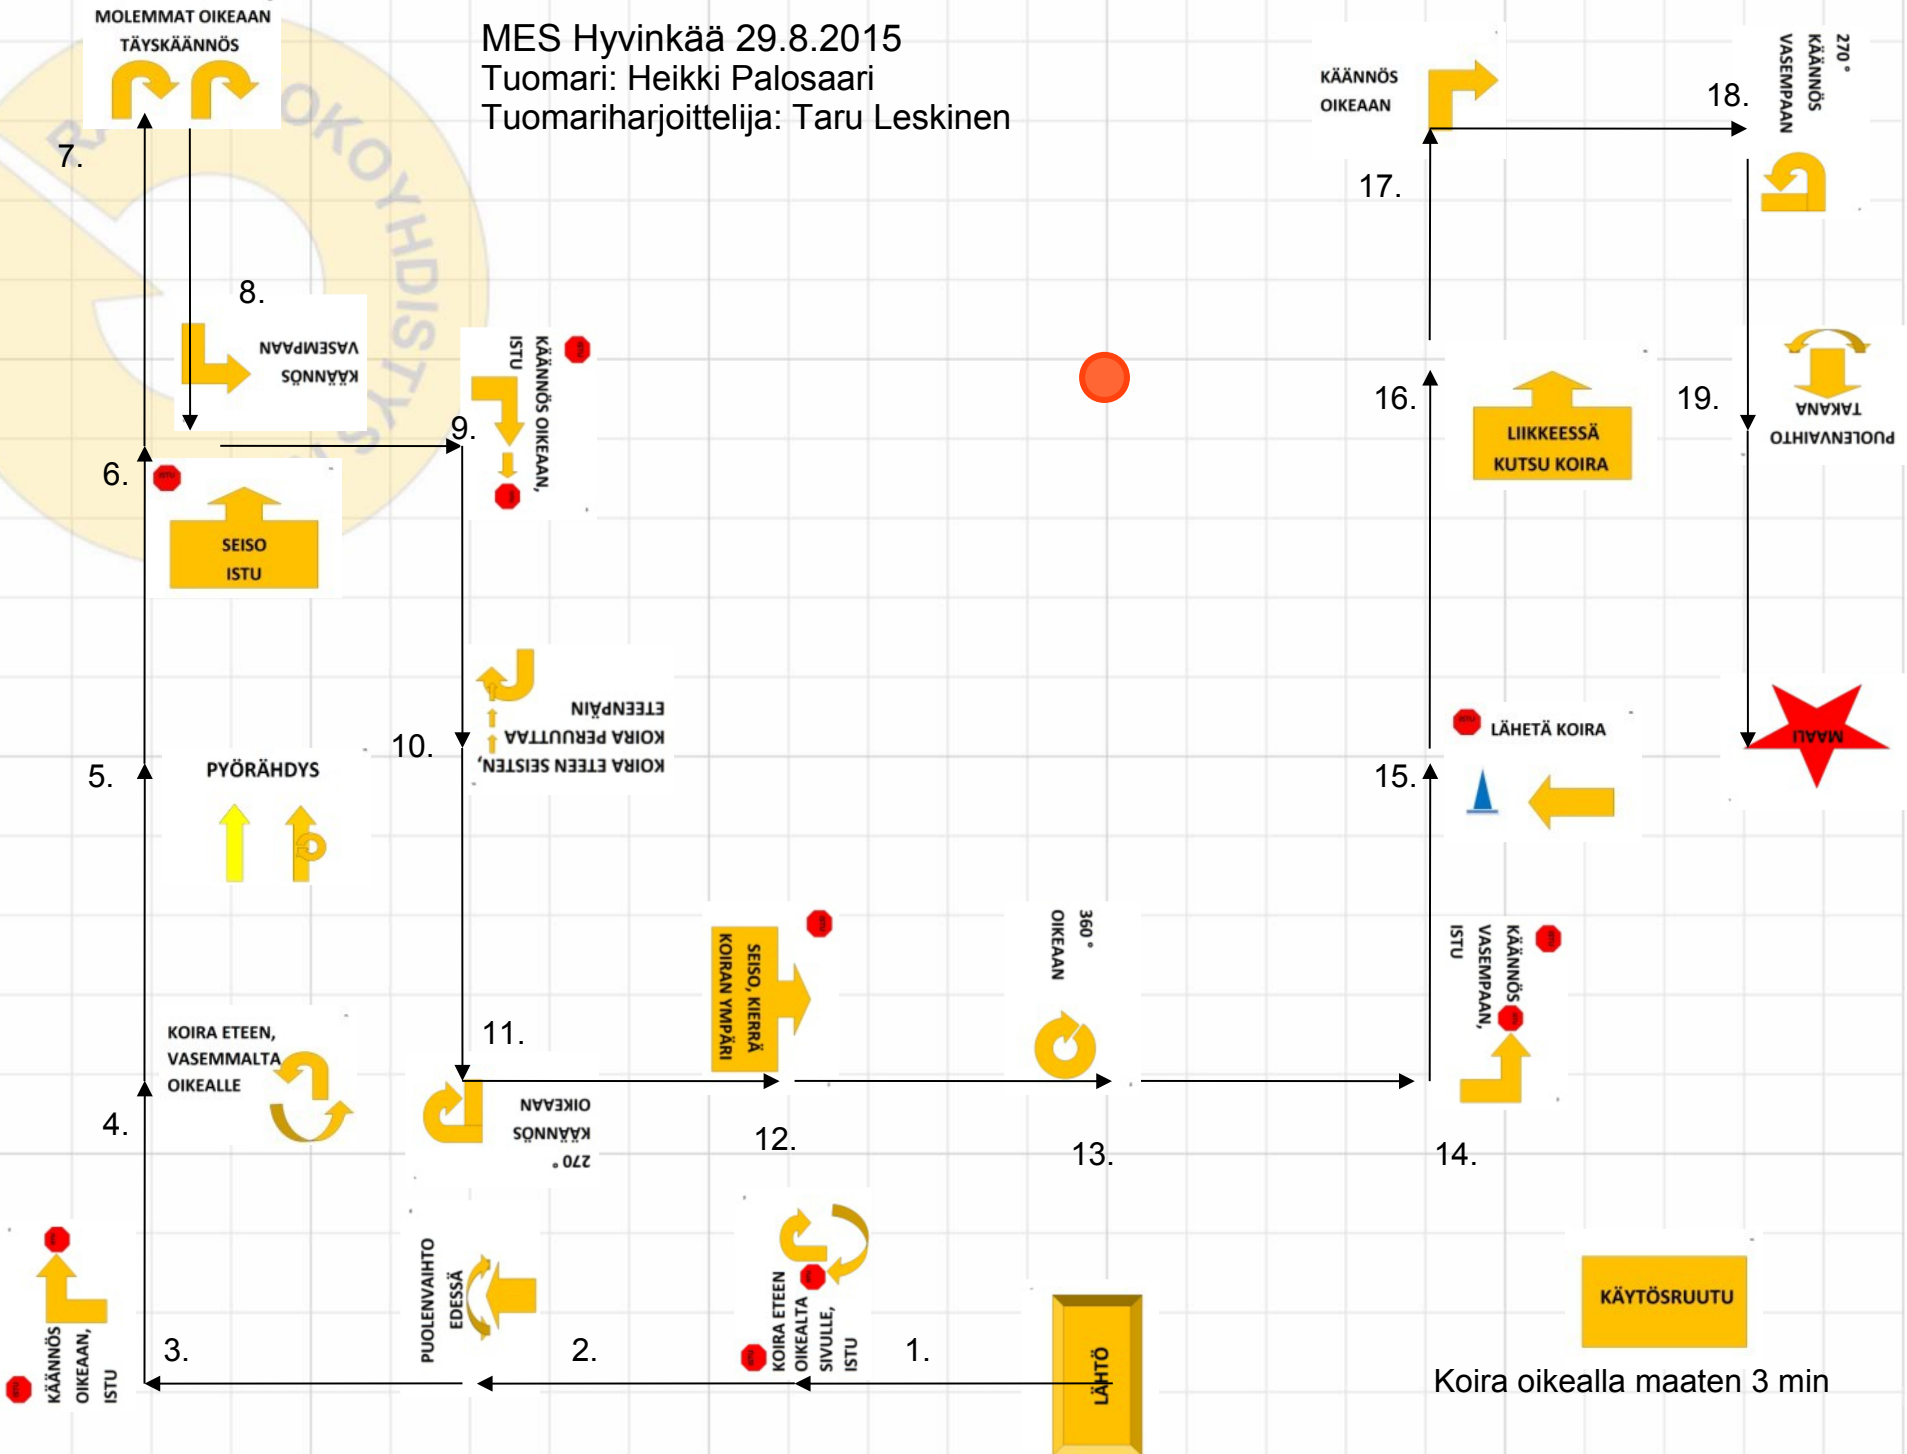 MES Hyvinkää 29.8.2015
Tuomari: Heikki Palosaari
Tuomariharjoittelija: Taru Leskinen
MOLEMMAT OIKEAAN
TÄYSKÄÄNNÖS
7.
OKOYHDISTYS
8.
KÄÄNNÖS
VASEMPAAN
9.
KÄÄNNÖS OIKEAAN,
ISTU
6.
SEISO
ISTU
10.
KOIRA ETEEN SEISTEN,
KOIRA PERUUTTAA
ETEENPÄIN
5.
PYÖRÄHDYS
4.
KOIRA ETEEN,
VASEMMALTA
OIKEALLE
11.
270 °
KÄÄNNÖS
OIKEAAN
12.
SEISO, KIERRÄ
KOIRAN YMPÄRI
13.
360 °
OIKEAAN
14.
KÄÄNNÖS
VASEMPAAN,
ISTU
15.
LÄHETÄ KOIRA
16.
LIIKKEESSÄ
KUTSU KOIRA
17.
KÄÄNNÖS
OIKEAAN
18.
270 °
KÄÄNNÖS
VASEMPAAN
19.
PUOLENVAIHTO
TAKANA
MAALI
3.
KÄÄNNÖS
OIKEAAN,
ISTU
2.
PUOLENVAIHTO
EDESSÄ
1.
KOIRA ETEEN
OIKEALTA
SIVULLE,
ISTU
LÄHTÖ
KÄYTÖSRUUTU
Koira oikealla maaten 3 min